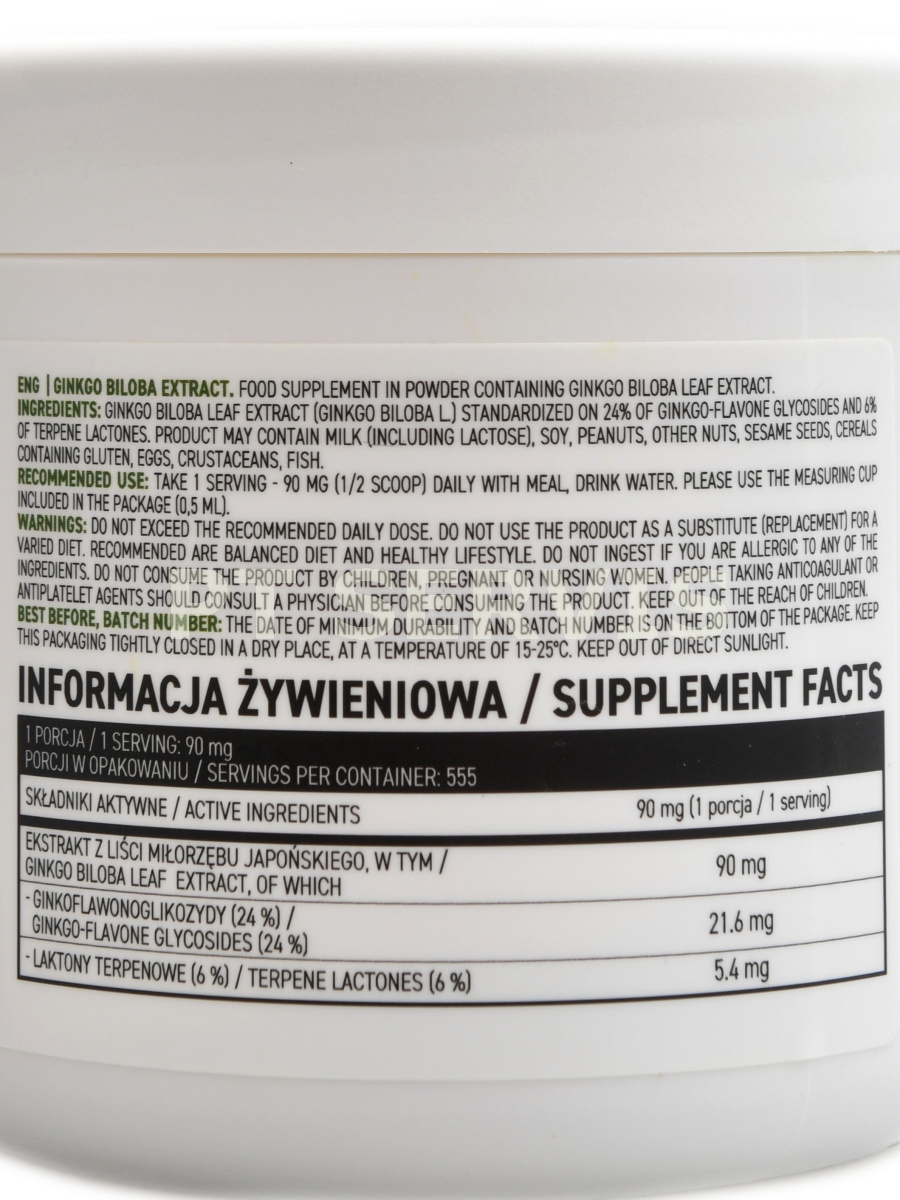 ENG | GINKGO BILOBA EXTRACT. FOOD SUPPLEMENT IN POWDER CONTAINING GINKGO BILOBA LEAF EXTRACT.
INGREDIENTS: GINKGO BILOBA LEAF EXTRACT (GINKGO BILOBA L.) STANDARDIZED ON 24% OF GINKGO-FLAVONE GLYCOSIDES AND 6%
OF TERPENE LACTONES. PRODUCT MAY CONTAIN MILK (INCLUDING LACTOSE), SOY, PEANUTS, OTHER NUTS, SESAME SEEDS, CEREALS
CONTAINING GLUTEN, EGGS, CRUSTACEANS, FISH.
RECOMMENDED USE: TAKE 1 SERVING - 90 MG (1/2 SCOOP) DAILY WITH MEAL, DRINK WATER. PLEASE USE THE MEASURING CUP
INCLUDED IN THE PACKAGE (0,5 ML).
WARNINGS: DO NOT EXCEED THE RECOMMENDED DAILY DOSE. DO NOT USE THE PRODUCT AS A SUBSTITUTE (REPLACEMENT) FOR A
VARIED DIET. RECOMMENDED ARE BALANCED DIET AND HEALTHY LIFESTYLE. DO NOT INGEST IF YOU ARE ALLERGIC TO ANY OF THE
INGREDIENTS. DO NOT CONSUME THE PRODUCT BY CHILDREN, PREGNANT OR NURSING WOMEN. PEOPLE TAKING ANTICOAGULANT OR
ANTIPLATELET AGENTS SHOULD CONSULT A PHYSICIAN BEFORE CONSUMING THE PRODUCT. KEEP OUT OF THE REACH OF CHILDREN.
BEST BEFORE, BATCH NUMBER: THE DATE OF MINIMUM DURABILITY AND BATCH NUMBER IS ON THE BOTTOM OF THE PACKAGE. KEEP
THIS PACKAGING TIGHTLY CLOSED IN A DRY PLACE, AT A TEMPERATURE OF 15-25°C. KEEP OUT OF DIRECT SUNLIGHT.
INFORMACJA ŻYWIENIOWA / SUPPLEMENT FACTS
1 PORCJA / 1 SERVING: 90 mg
PORCJI W OPAKOWANIU / SERVINGS PER CONTAINER: 555
SKŁADNIKI AKTYWNE / ACTIVE INGREDIENTS 90 mg (1 porcja / 1 serving)
EKSTRAKT Z LIŚCI MIŁORZĘBU JAPOŃSKIEGO, W TYM /
GINKGO BILOBA LEAF EXTRACT, OF WHICH 90 mg
- GINKOFLAWONOGLIKOZYDY (24 %) /
GINKGO-FLAVONE GLYCOSIDES (24 %) 21.6 mg
- LAKTONY TERPENOWE (6 %) / TERPENE LACTONES (6 %) 5.4 mg